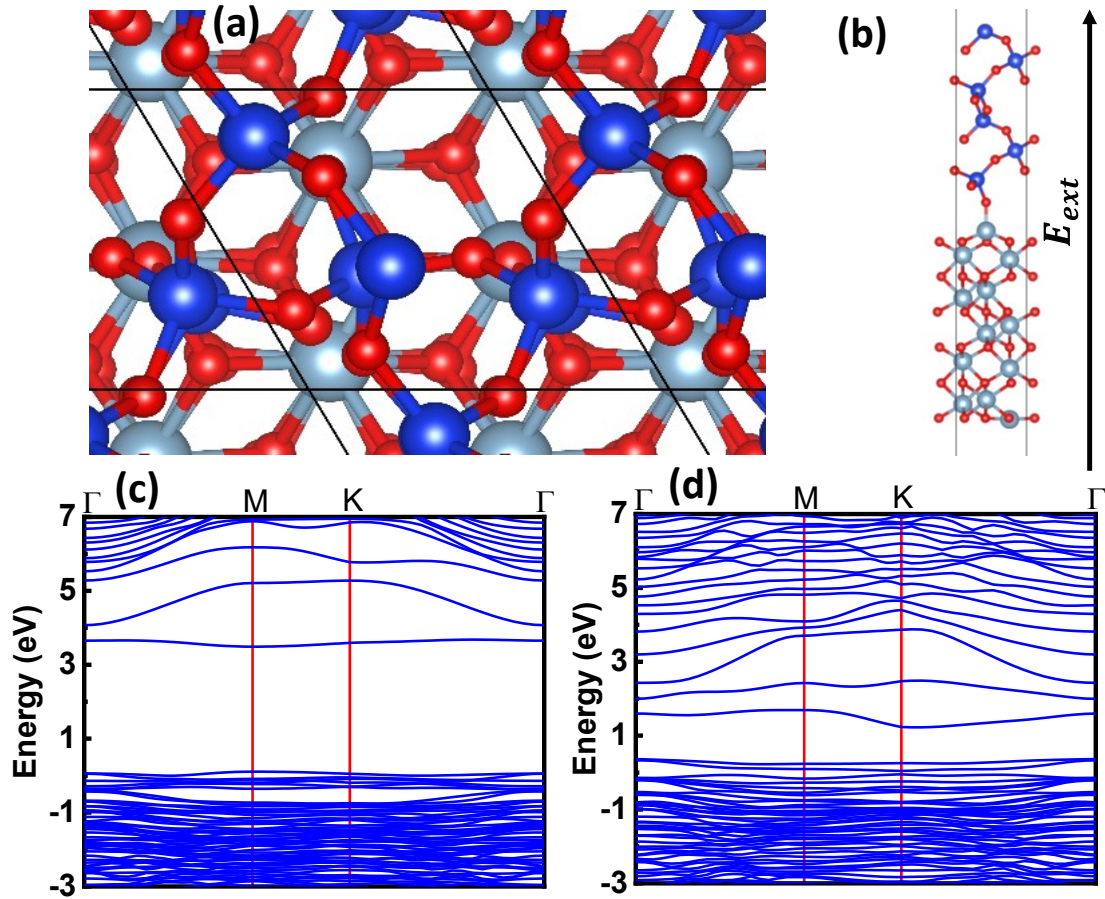 (a)
(b)
E_ext
(c)
Γ M K Γ
7
5
3
1
-1
-3
Energy (eV)
(d)
Γ M K Γ
7
5
3
1
-1
-3
Energy (eV)